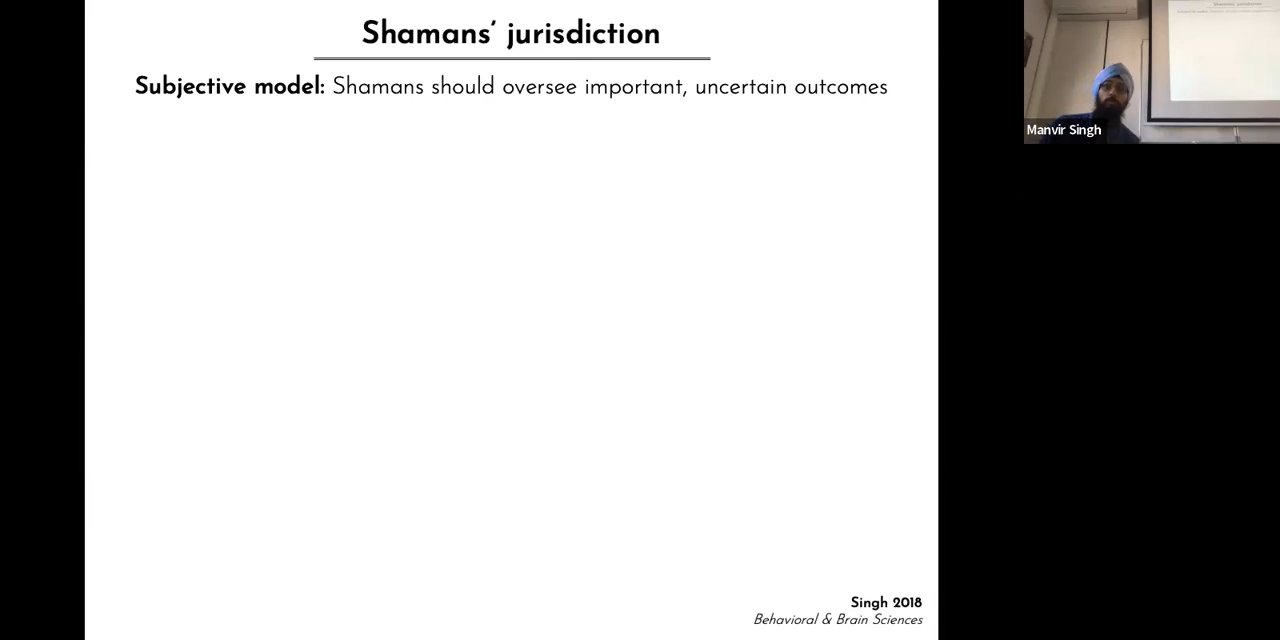 Shamans’ jurisdiction
Subjective model: Shamans should oversee important, uncertain outcomes
Manvir Singh
Singh 2018
Behavioral & Brain Sciences